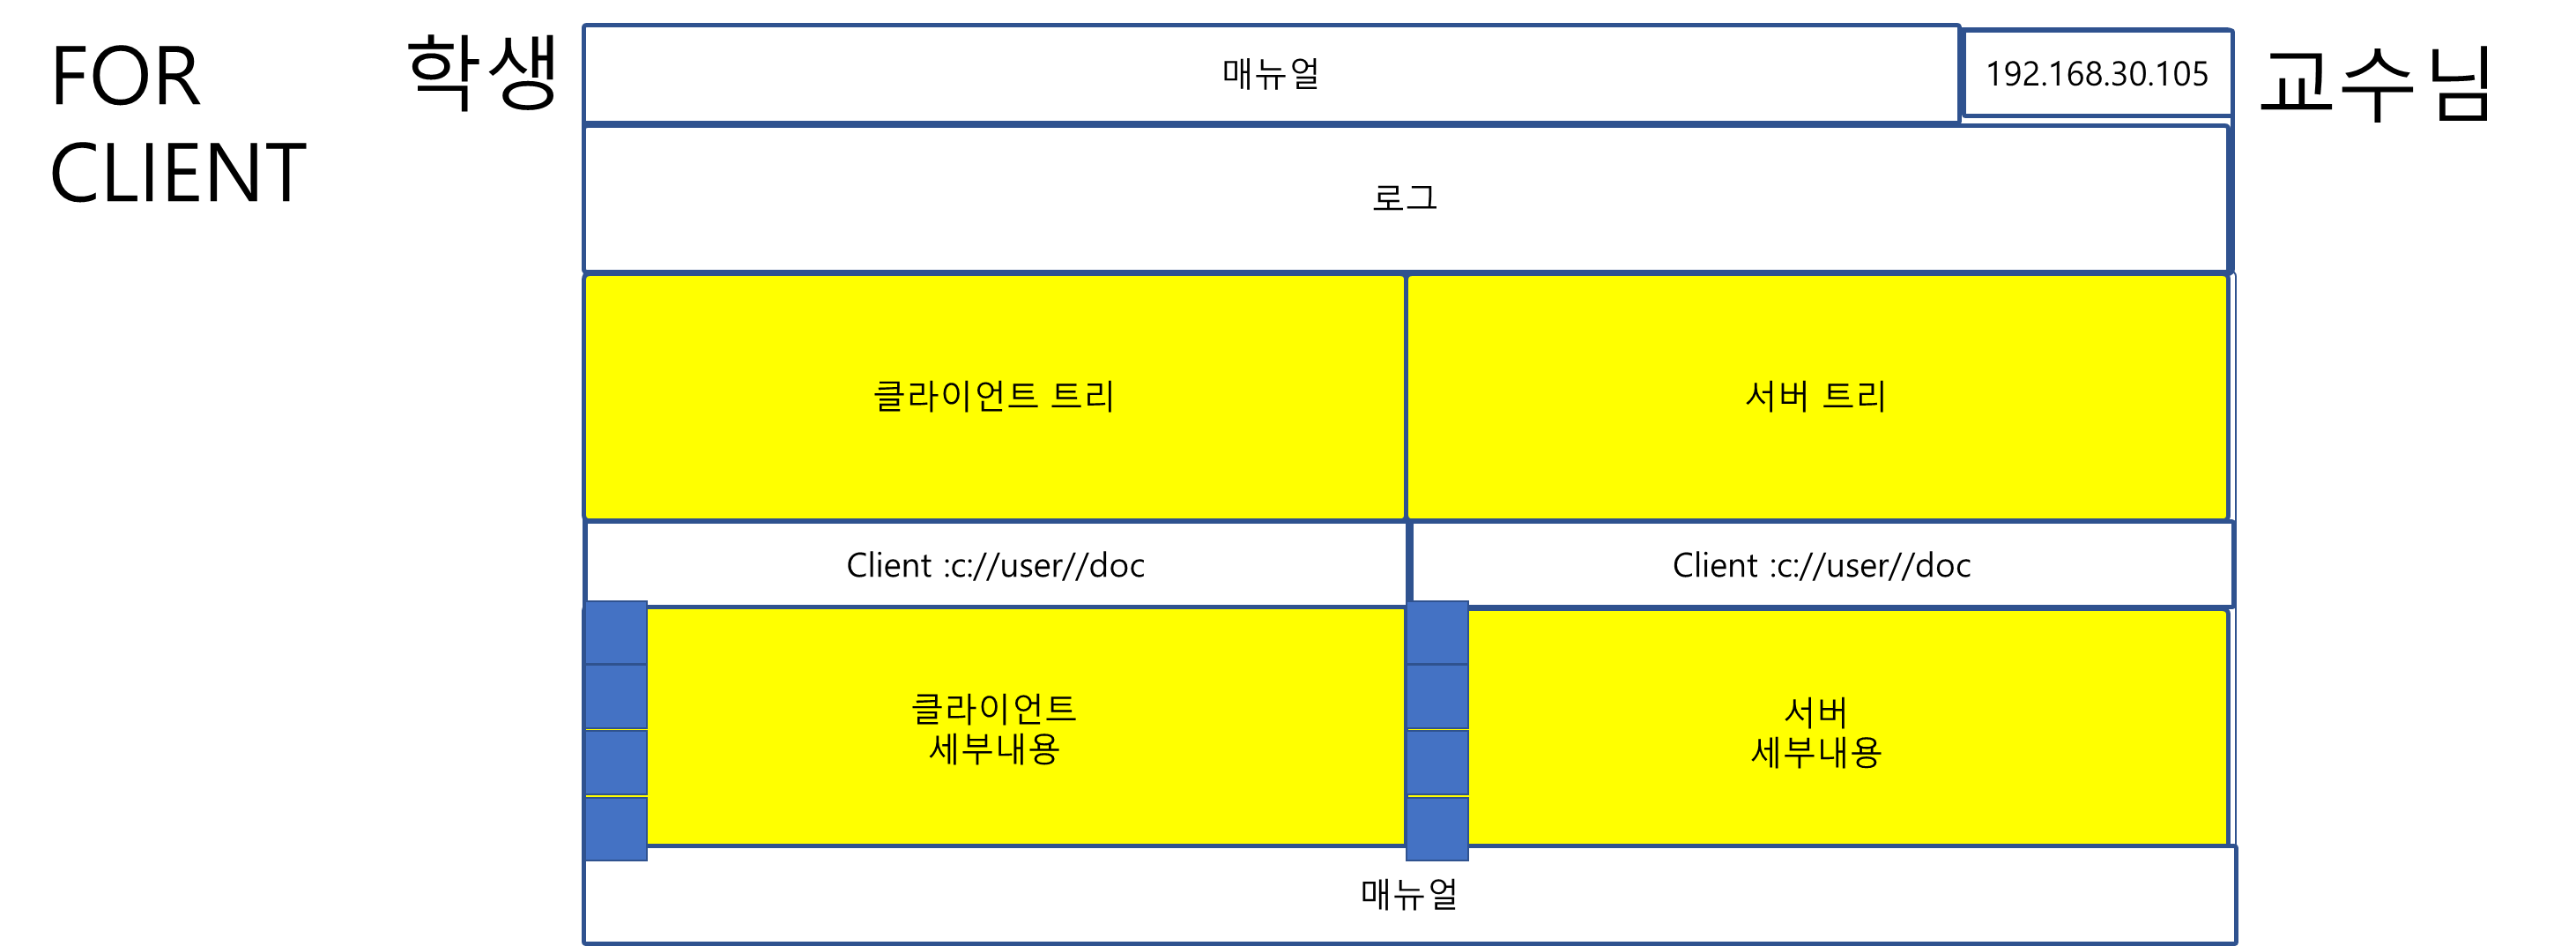 FOR
CLIENT
학생
매뉴얼
192.168.30.105
교수님
로그
클라이언트 트리
서버 트리
Client :c://user//doc
Client :c://user//doc
클라이언트
세부내용
서버
세부내용
매뉴얼